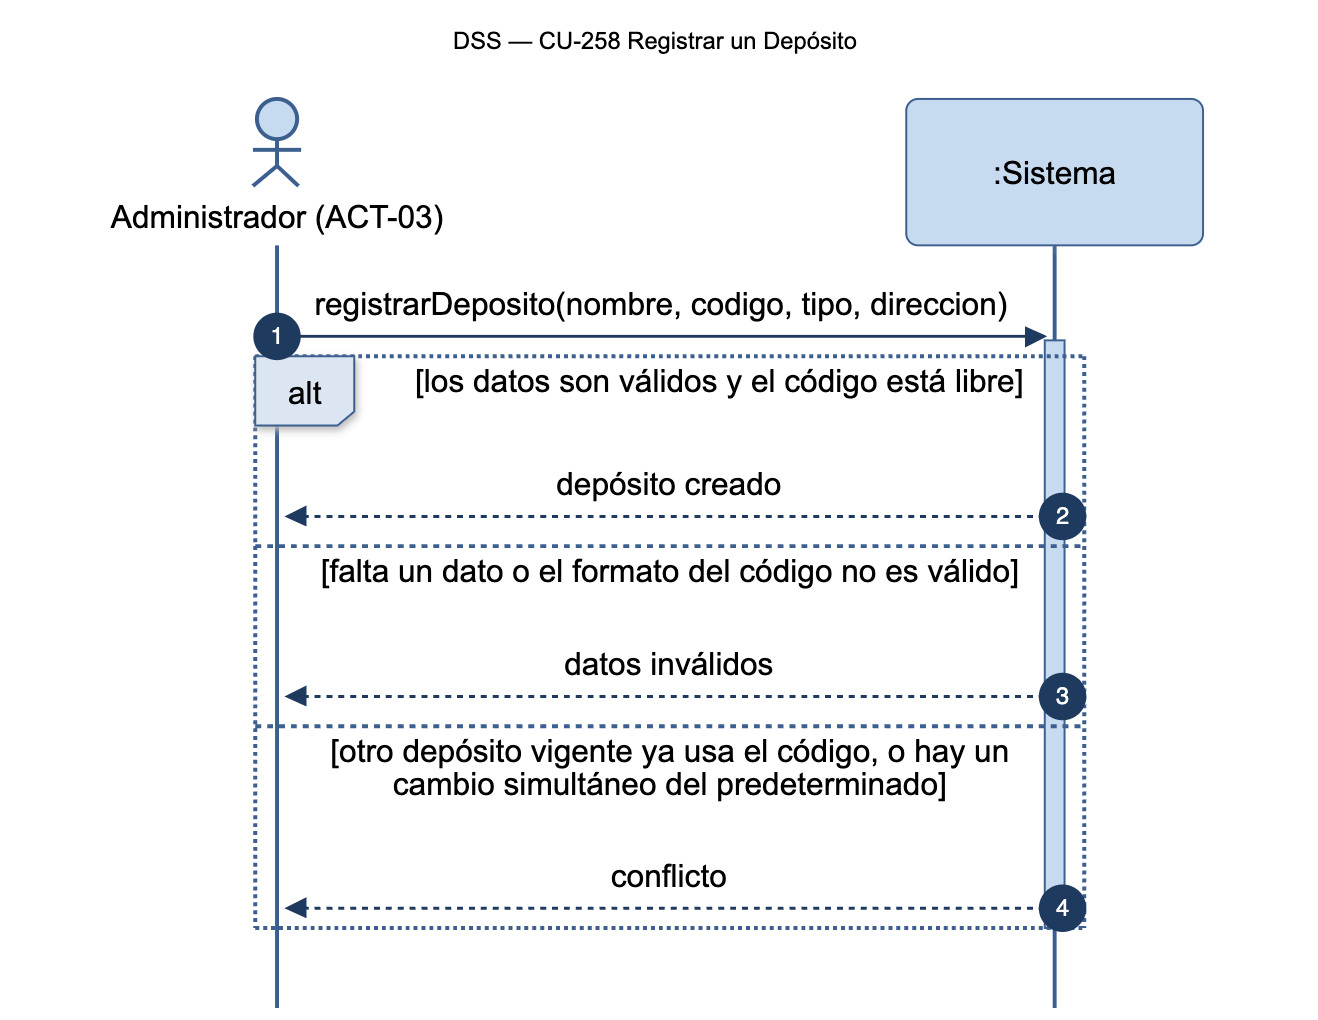 DSS — CU-258 Registrar un Depósito
Administrador (ACT-03)
:Sistema
registrarDeposito(nombre, codigo, tipo, direccion)
1
alt
[los datos son válidos y el código está libre]
depósito creado
2
[falta un dato o el formato del código no es válido]
datos inválidos
3
[otro depósito vigente ya usa el código, o hay un
cambio simultáneo del predeterminado]
conflicto
4